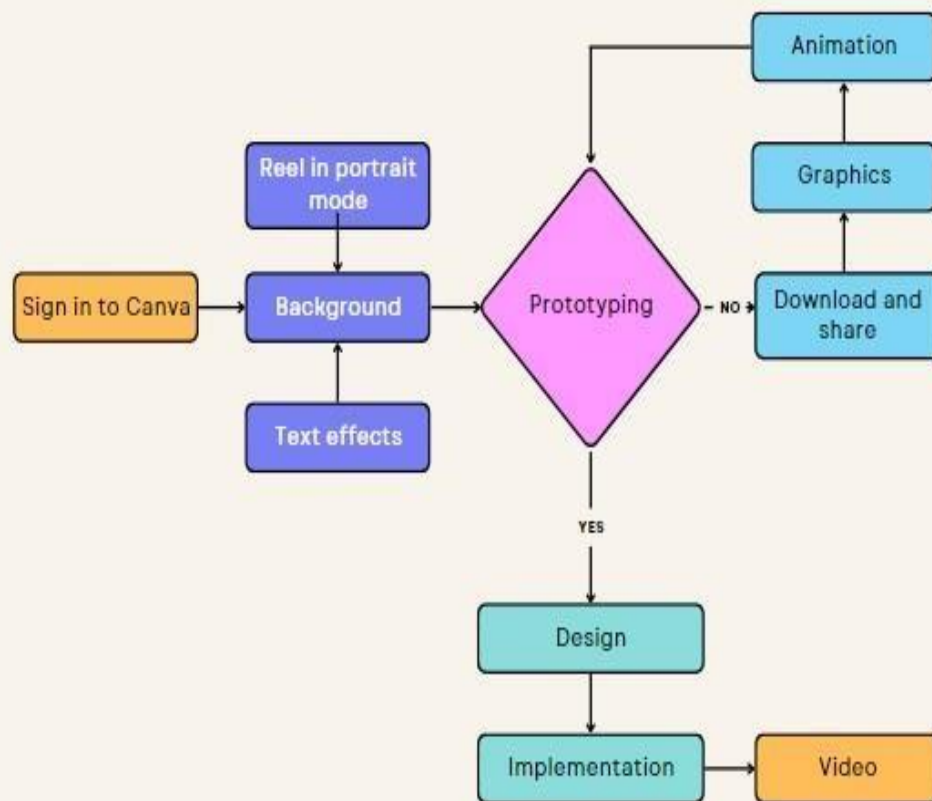 Animation
Reel in portrait
mode
Graphics
Sign in to Canva
Background
Prototyping
NO
Download and
share
Text effects
YES
Design
Implementation
Video